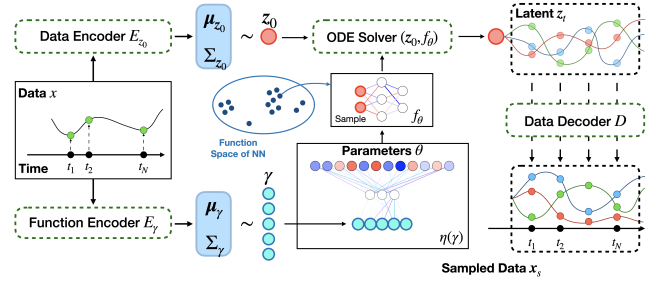 Data Encoder E_{z_0}
μ_{z_0}
Σ_{z_0}
~
z_0
ODE Solver (z_0, f_θ)
Latent z_t
Data x
Time
t_1 t_2 t_N
Function
Space of NN
Sample
f_θ
Data Decoder D
Parameters θ
Function Encoder E_γ
μ_γ
Σ_γ
~
γ
η(γ)
t_1 t_2 t_N
Sampled Data x_s